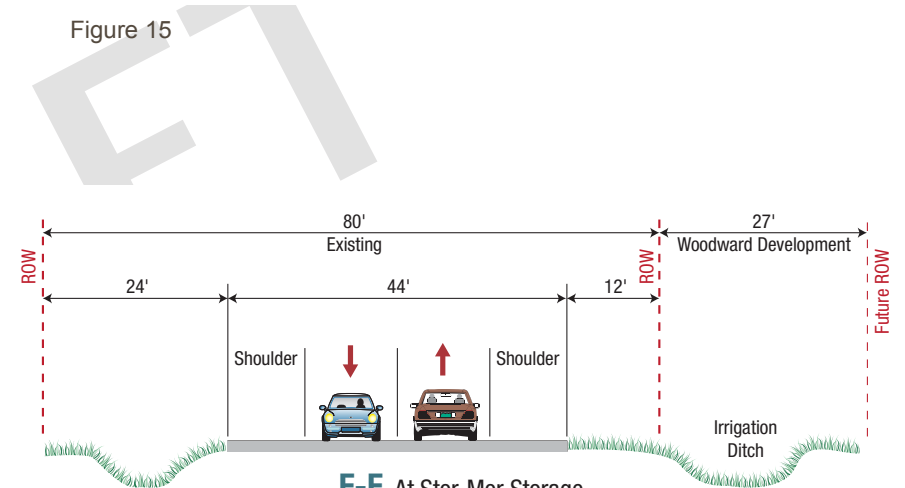 Figure 15
80'
Existing
27'
Woodward Development
ROW
ROW
Future ROW
24'
44'
12'
Shoulder
Shoulder
Irrigation
Ditch
E-E At Stor-Mor Storage